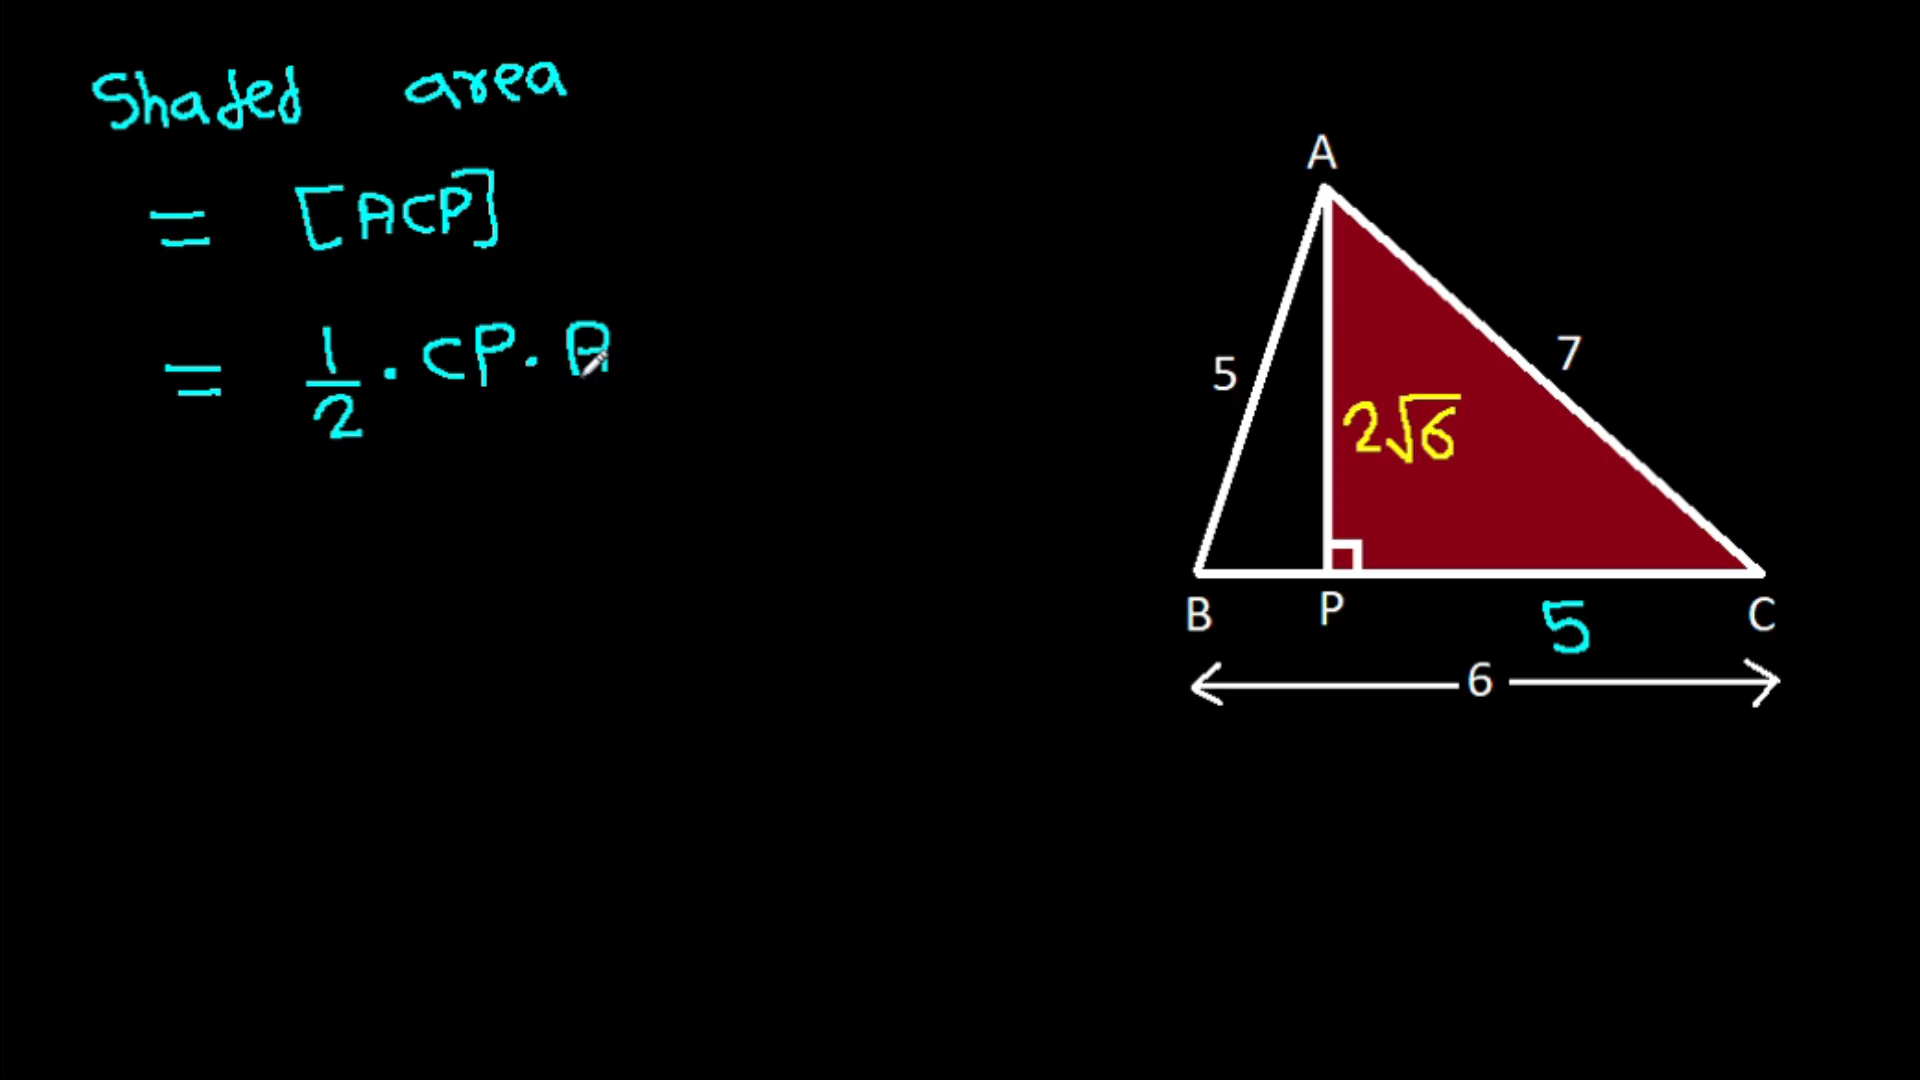 Shaded area
= [ACP]
= 1/2 · CP · A
A
5
7
2√6
B
P
5
C
6